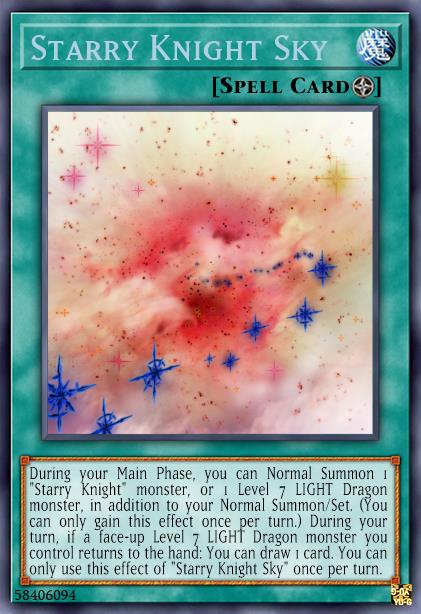 Starry Knight Sky
魔
[Spell Card]
During your Main Phase, you can Normal Summon 1
"Starry Knight" monster, or 1 Level 7 LIGHT Dragon
monster, in addition to your Normal Summon/Set. (You
can only gain this effect once per turn.) During your
turn, if a face-up Level 7 LIGHT Dragon monster you
control returns to the hand: You can draw 1 card. You can
only use this effect of "Starry Knight Sky" once per turn.
58406094